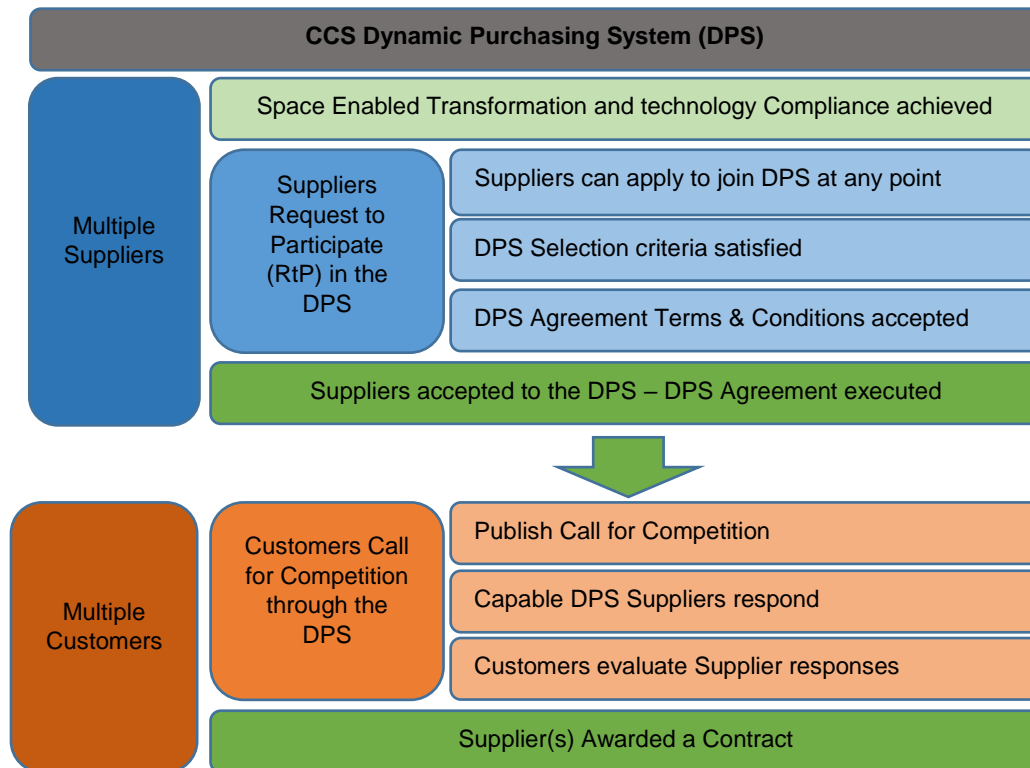 CCS Dynamic Purchasing System (DPS)
Space Enabled Transformation and technology Compliance achieved
Multiple
Suppliers
Suppliers
Request to
Participate
(RtP) in the
DPS
Suppliers can apply to join DPS at any point
DPS Selection criteria satisfied
DPS Agreement Terms & Conditions accepted
Suppliers accepted to the DPS – DPS Agreement executed
Multiple
Customers
Customers Call
for Competition
through the
DPS
Publish Call for Competition
Capable DPS Suppliers respond
Customers evaluate Supplier responses
Supplier(s) Awarded a Contract